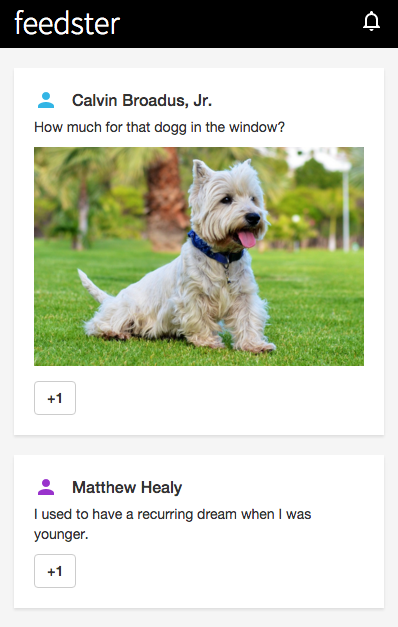 feedster
Calvin Broadus, Jr.
How much for that dogg in the window?
+1
Matthew Healy
I used to have a recurring dream when I was
younger.
+1